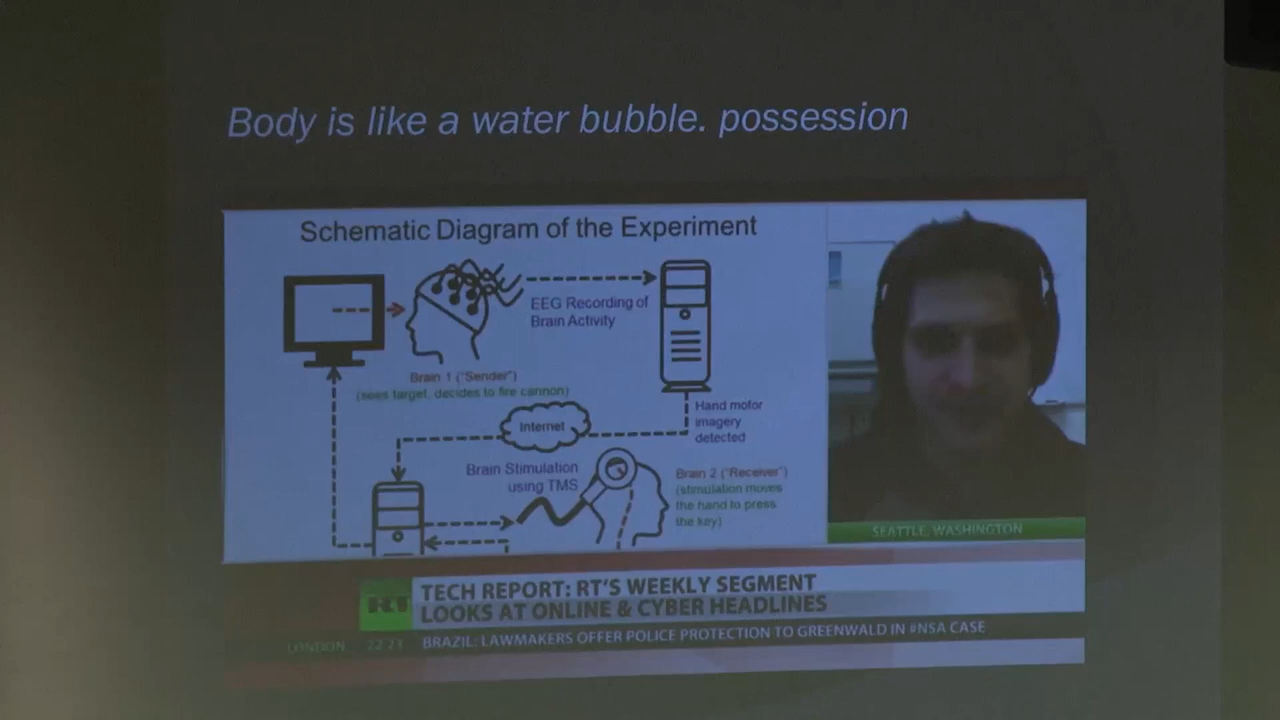 Body is like a water bubble. possession
Schematic Diagram of the Experiment
EEG Recording of
Brain Activity
Brain 1 ("Sender")
(sees target, decides to fire cannon)
Hand motor
imagery
detected
Internet
Brain Stimulation
using TMS
Brain 2 ("Receiver")
(stimulation moves
the hand to press
the key)
SEATTLE, WASHINGTON
RT
TECH REPORT: RT'S WEEKLY SEGMENT
LOOKS AT ONLINE & CYBER HEADLINES
LONDON 22 23 BRAZIL: LAWMAKERS OFFER POLICE PROTECTION TO GREENWALD IN #NSA CASE